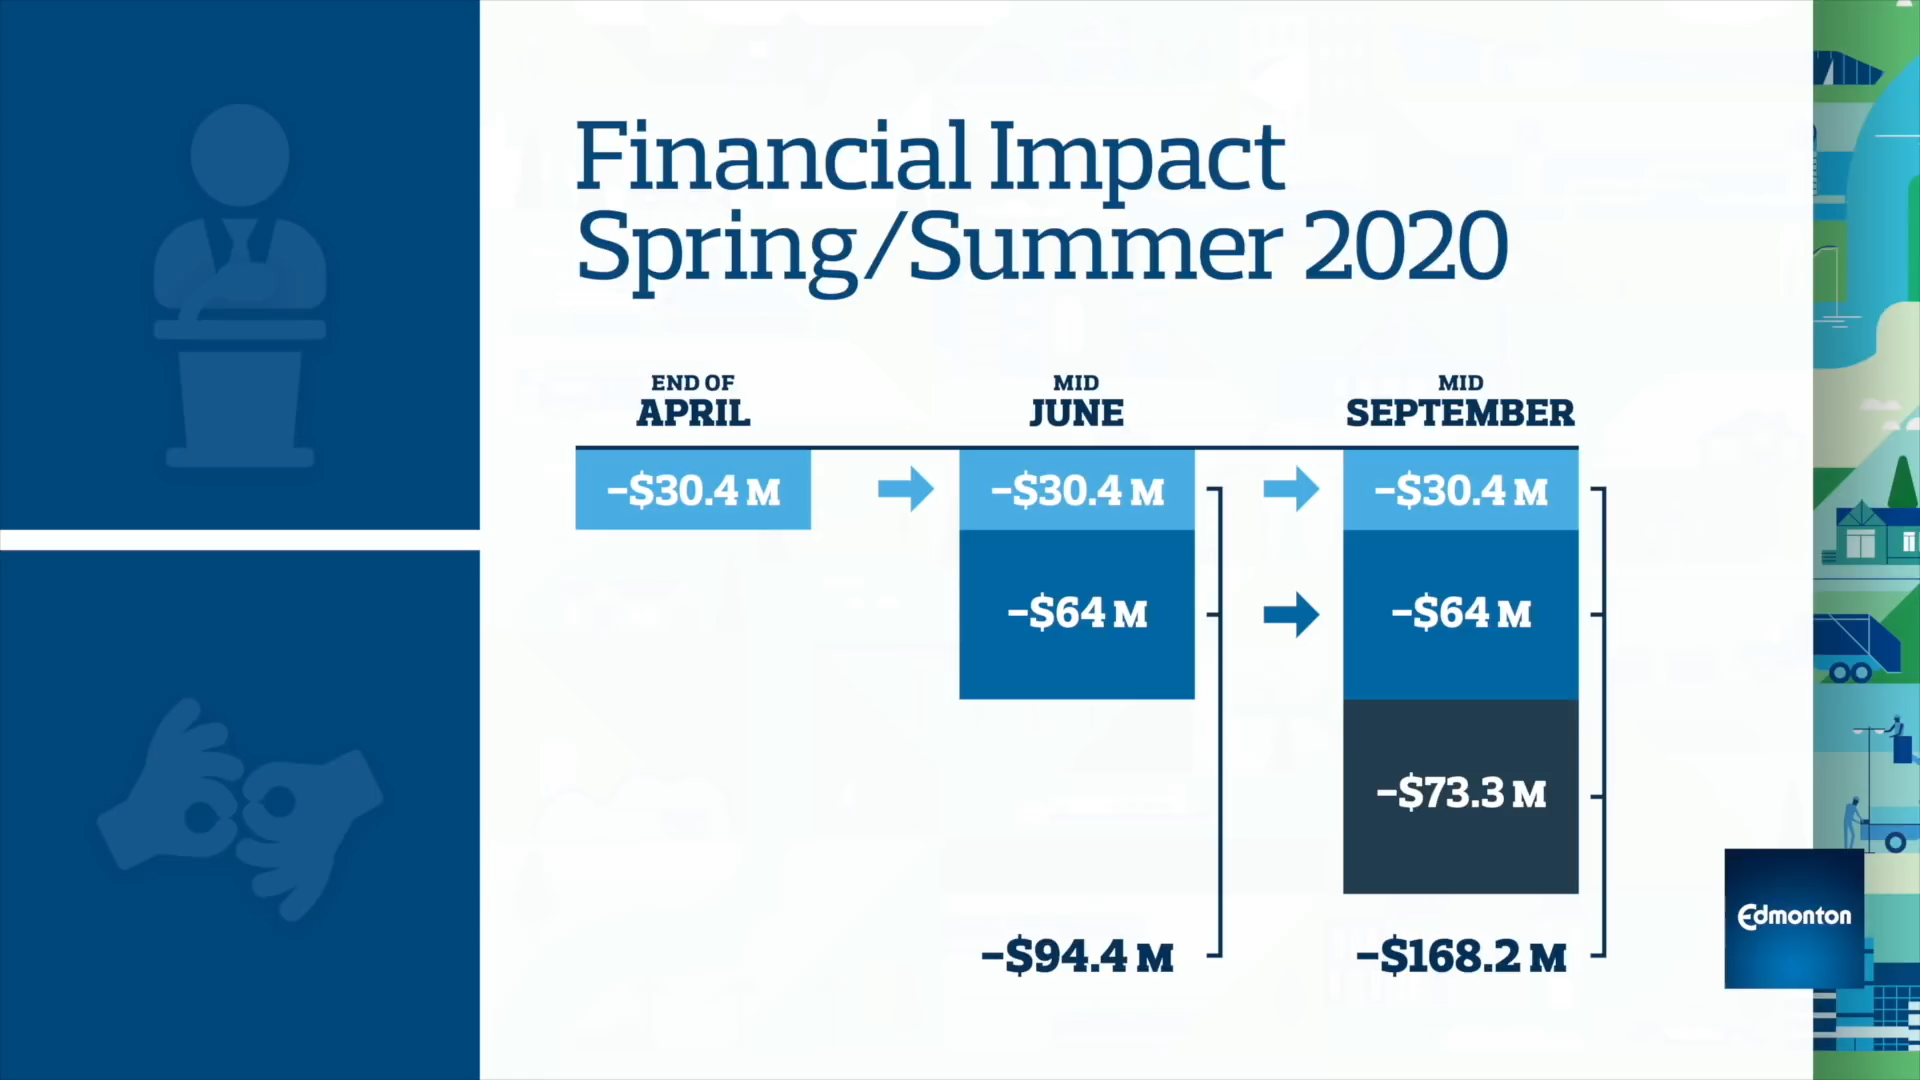 Financial Impact
Spring/Summer 2020
END OF
APRIL
MID
JUNE
MID
SEPTEMBER
–$30.4 M
–$30.4 M
–$30.4 M
–$64 M
–$64 M
–$73.3 M
–$94.4 M
–$168.2 M
Edmonton